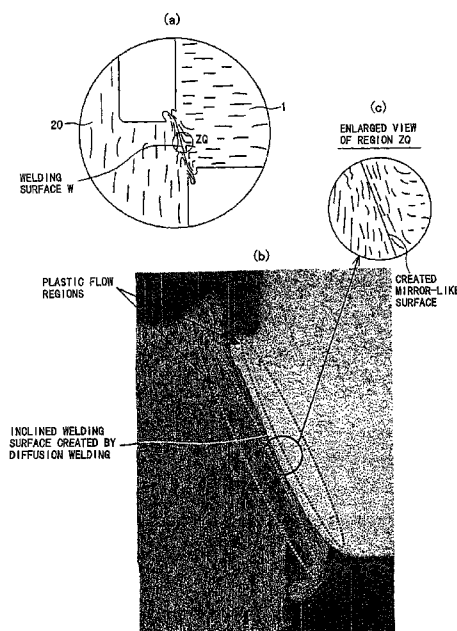 (a)
20
1
ZQ
WELDING
SURFACE W
(c)
ENLARGED VIEW
OF REGION ZQ
CREATED
MIRROR-LIKE
SURFACE
(b)
PLASTIC FLOW
REGIONS
INCLINED WELDING
SURFACE CREATED BY
DIFFUSION WELDING